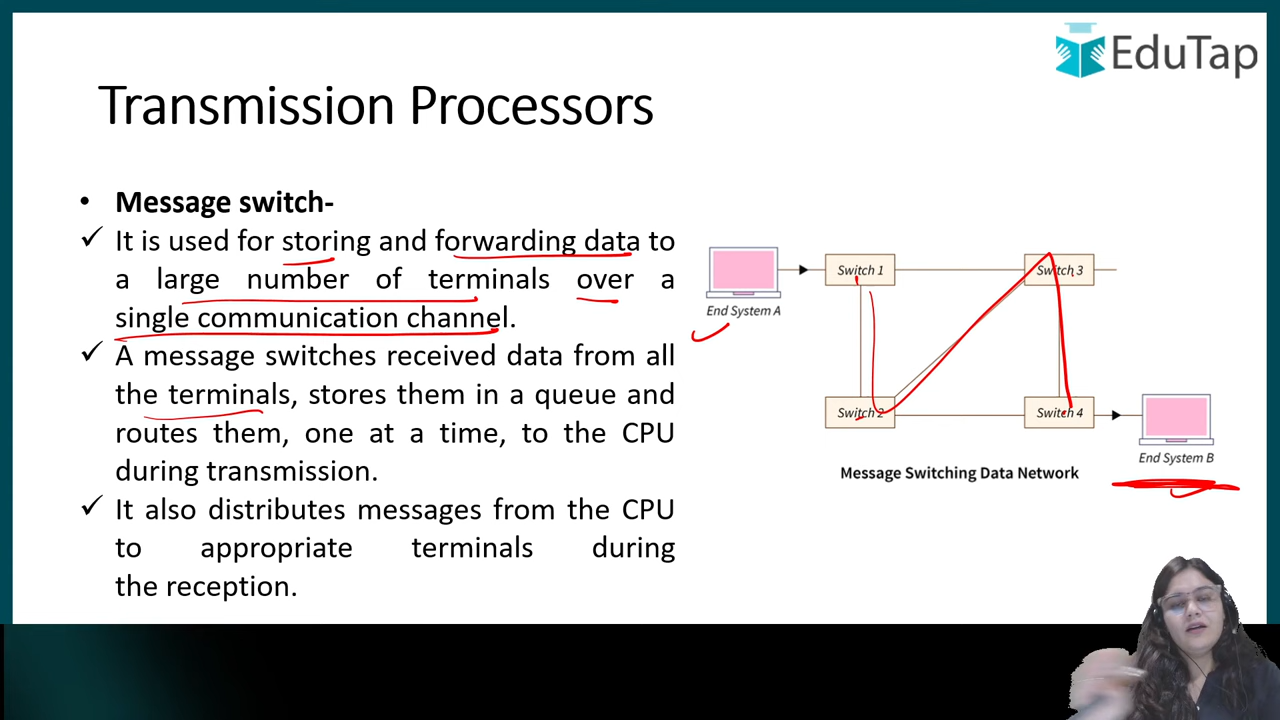 EduTap
Transmission Processors
• Message switch-
✓ It is used for storing and forwarding data to
a large number of terminals over a
single communication channel.
✓ A message switches received data from all
the terminals, stores them in a queue and
routes them, one at a time, to the CPU
during transmission.
✓ It also distributes messages from the CPU
to appropriate terminals during
the reception.
Switch 1
Switch 3
End System A
Switch 2
Switch 4
End System B
Message Switching Data Network